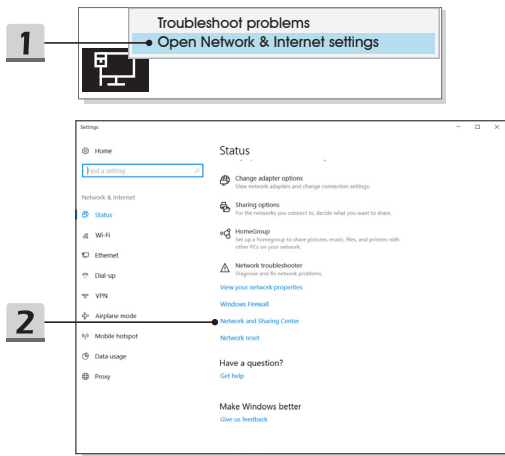 Troubleshoot problems
1
Open Network & Internet settings
Settings
Home
Status
Find a setting
Change adapter options
View network adapters and change connection settings.
Network & Internet
Sharing options
For the networks you connect to, decide what you want to share.
Status
Wi-Fi
HomeGroup
Set up a homegroup to share pictures, music, files, and printers with
other PCs on your network.
Ethernet
Dial-up
Network troubleshooter
Diagnose and fix network problems.
VPN
View your network properties
Windows Firewall
Airplane mode
2
Network and Sharing Center
Mobile hotspot
Network reset
Data usage
Have a question?
Proxy
Get help
Make Windows better
Give us feedback